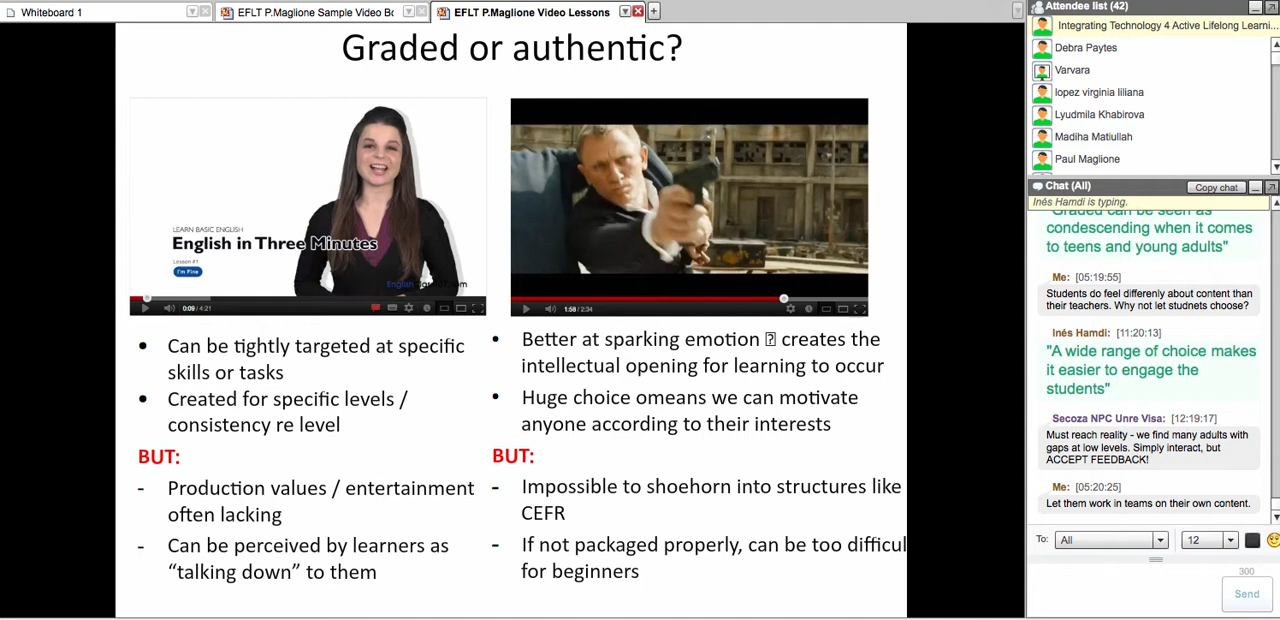 Whiteboard 1
EFLT P.Maglione Sample Video Bo
EFLT P.Maglione Video Lessons
Graded or authentic?
LEARN BASIC ENGLISH
English in Three Minutes
Lesson #1
I'm Fine
0:09 / 4:21
1:58 / 2:34
• Can be tightly targeted at specific
skills or tasks
• Created for specific levels /
consistency re level
BUT:
- Production values / entertainment
often lacking
- Can be perceived by learners as
“talking down” to them
• Better at sparking emotion creates the
intellectual opening for learning to occur
• Huge choice omeans we can motivate
anyone according to their interests
BUT:
- Impossible to shoehorn into structures like
CEFR
- If not packaged properly, can be too difficul
for beginners
Attendee list (42)
Integrating Technology 4 Active Lifelong Learni...
Debra Paytes
Varvara
lopez virginia liliana
Lyudmila Khabirova
Madiha Matiullah
Paul Maglione
Chat (All)
Copy chat
Inés Hamdi is typing.
"Graded can be seen as
condescending when it comes
to teens and young adults"
Me: [05:19:55]
Students do feel differenly about content than
their teachers. Why not let studnets choose?
Inés Hamdi: [11:20:13]
"A wide range of choice makes
it easier to engage the
students"
Secoza NPC Unre Visa: [12:19:17]
Must reach reality - we find many adults with
gaps at low levels. Simply interact, but
ACCEPT FEEDBACK!
Me: [05:20:25]
Let them work in teams on their own content.
To: All 12
300
Send